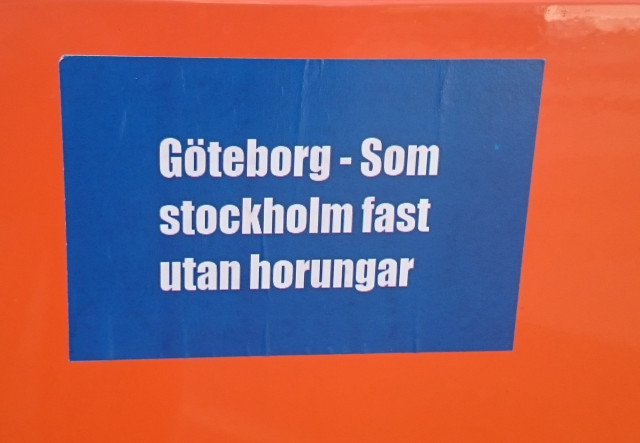 Göteborg - Som
stockholm fast
utan horungar